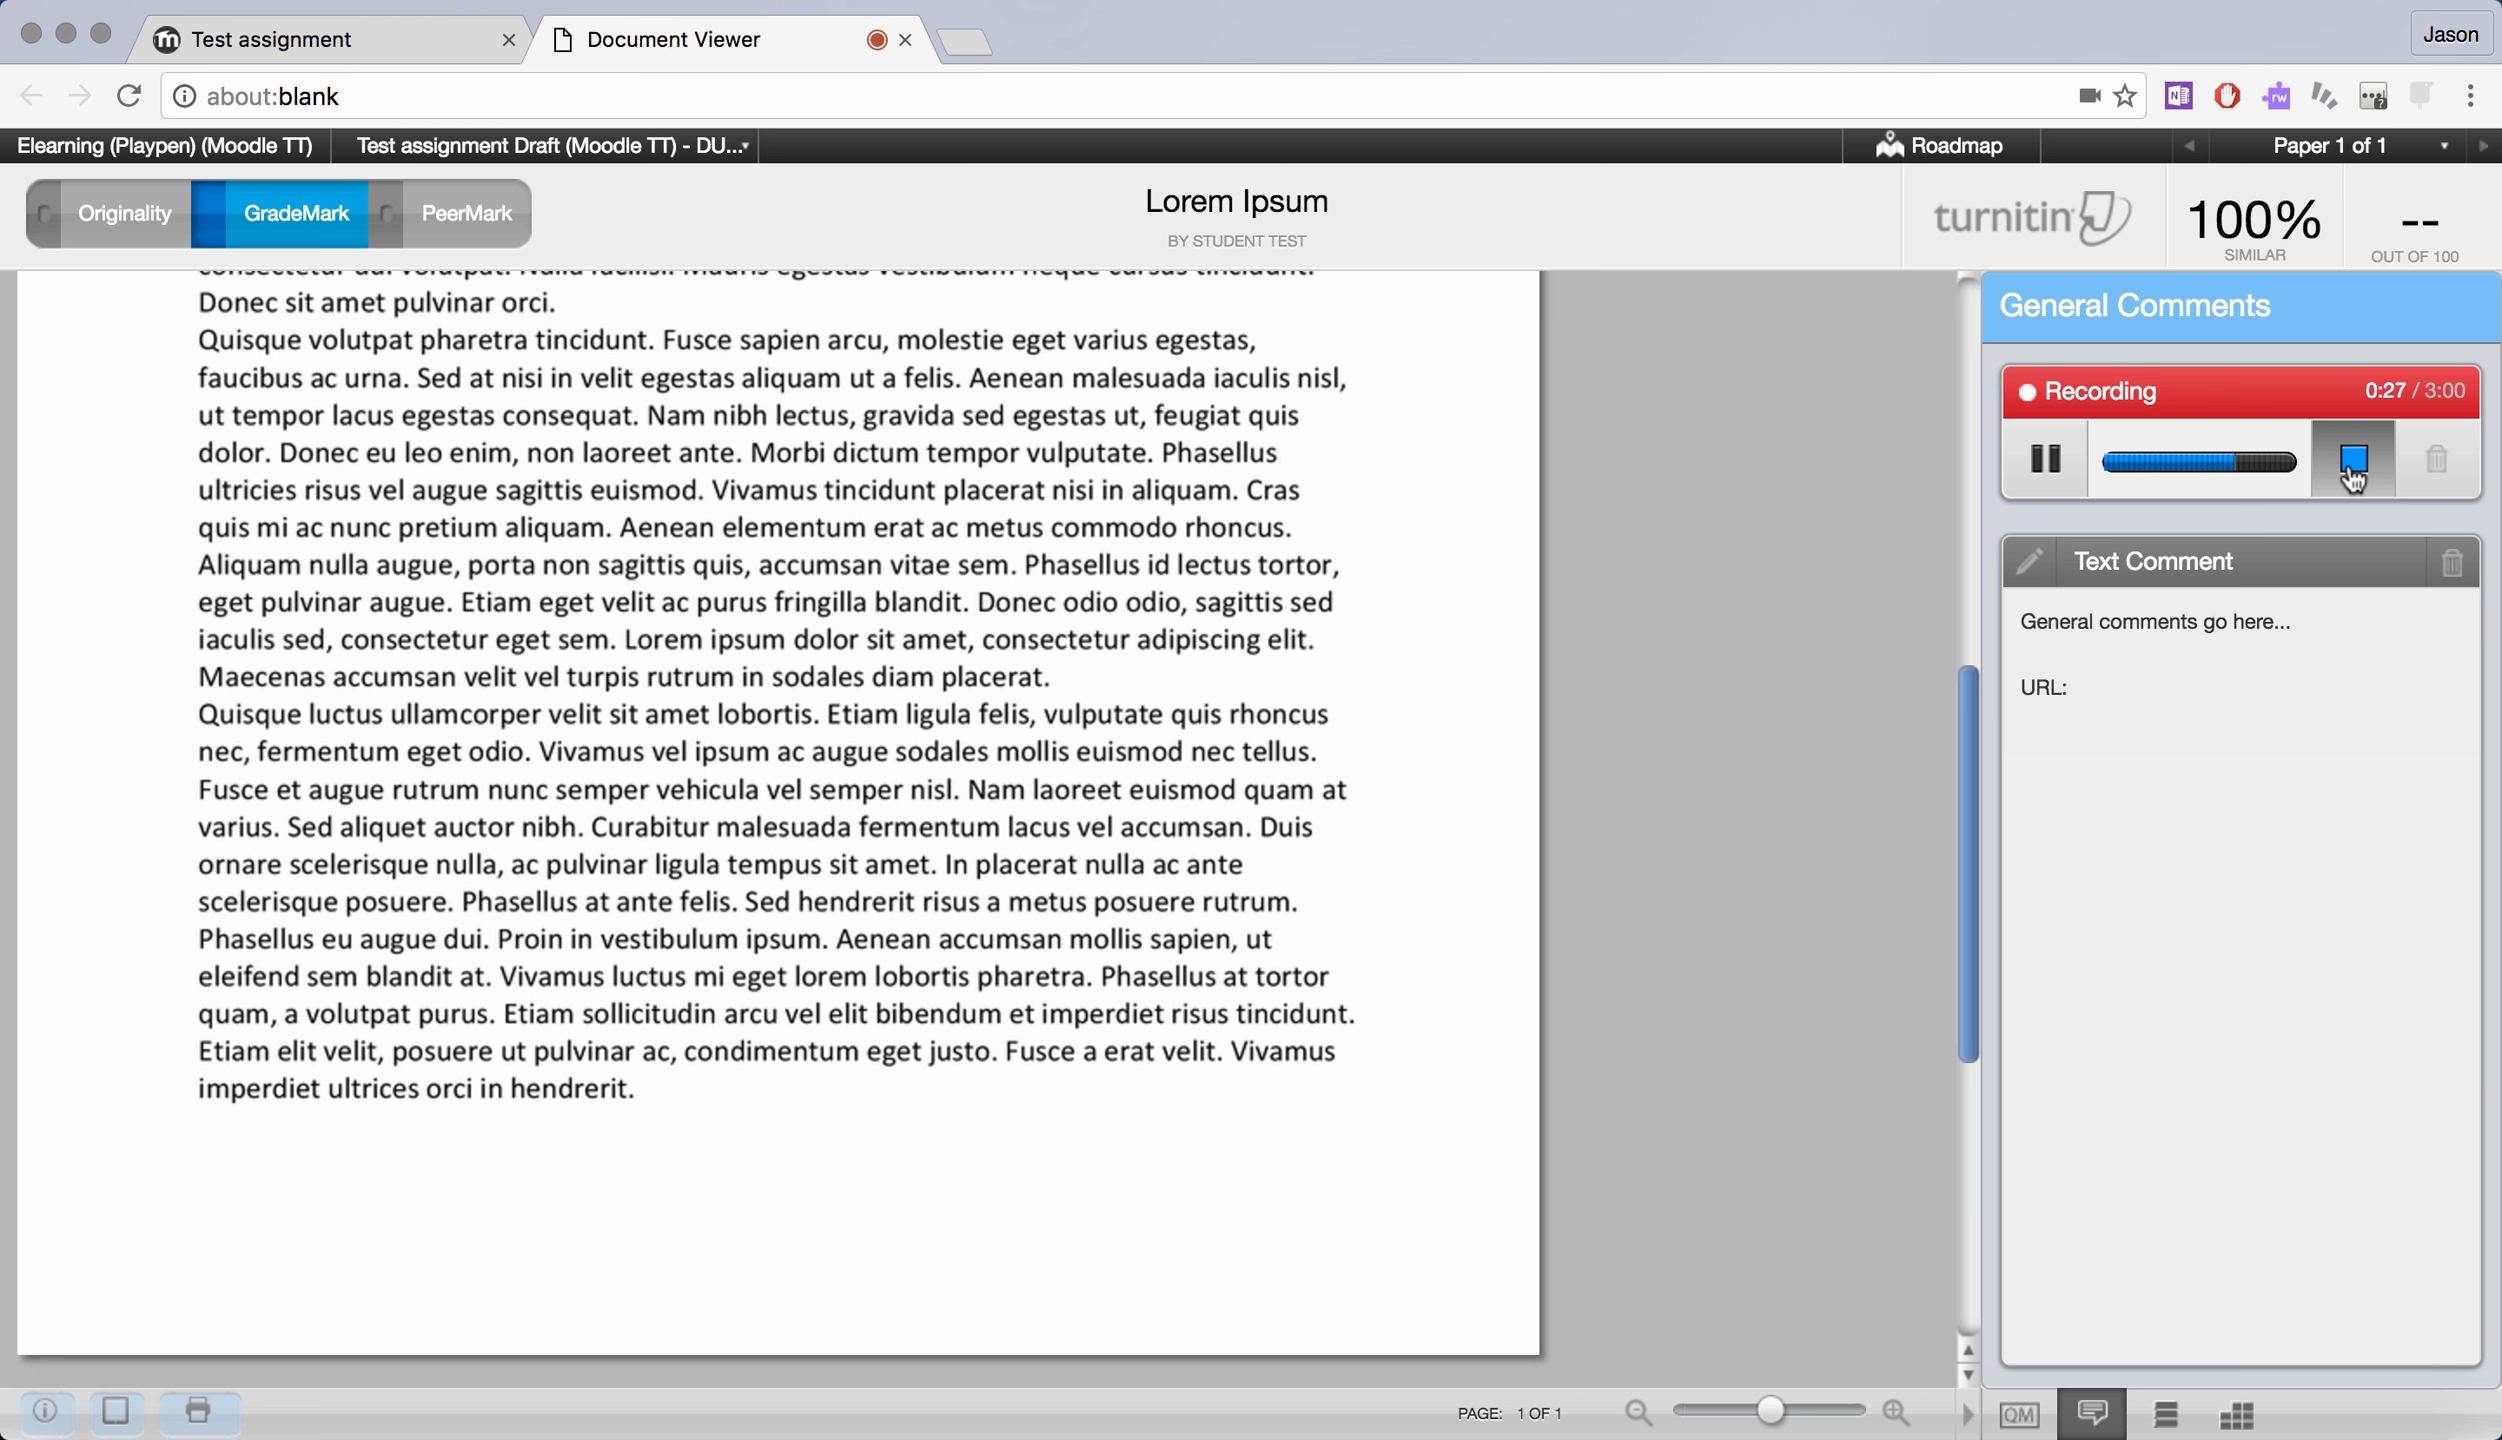 Test assignment
Document Viewer
Jason
about:blank
Elearning (Playpen) (Moodle TT)
Test assignment Draft (Moodle TT) - DU...
Roadmap
Paper 1 of 1
Originality
GradeMark
PeerMark
Lorem Ipsum
BY STUDENT TEST
turnitin
100%
SIMILAR
--
OUT OF 100
consectetur dui volutpat. Nulla facilisi. Mauris egestas vestibulum neque cursus tincidunt.
Donec sit amet pulvinar orci.
Quisque volutpat pharetra tincidunt. Fusce sapien arcu, molestie eget varius egestas,
faucibus ac urna. Sed at nisi in velit egestas aliquam ut a felis. Aenean malesuada iaculis nisl,
ut tempor lacus egestas consequat. Nam nibh lectus, gravida sed egestas ut, feugiat quis
dolor. Donec eu leo enim, non laoreet ante. Morbi dictum tempor vulputate. Phasellus
ultricies risus vel augue sagittis euismod. Vivamus tincidunt placerat nisi in aliquam. Cras
quis mi ac nunc pretium aliquam. Aenean elementum erat ac metus commodo rhoncus.
Aliquam nulla augue, porta non sagittis quis, accumsan vitae sem. Phasellus id lectus tortor,
eget pulvinar augue. Etiam eget velit ac purus fringilla blandit. Donec odio odio, sagittis sed
iaculis sed, consectetur eget sem. Lorem ipsum dolor sit amet, consectetur adipiscing elit.
Maecenas accumsan velit vel turpis rutrum in sodales diam placerat.
Quisque luctus ullamcorper velit sit amet lobortis. Etiam ligula felis, vulputate quis rhoncus
nec, fermentum eget odio. Vivamus vel ipsum ac augue sodales mollis euismod nec tellus.
Fusce et augue rutrum nunc semper vehicula vel semper nisl. Nam laoreet euismod quam at
varius. Sed aliquet auctor nibh. Curabitur malesuada fermentum lacus vel accumsan. Duis
ornare scelerisque nulla, ac pulvinar ligula tempus sit amet. In placerat nulla ac ante
scelerisque posuere. Phasellus at ante felis. Sed hendrerit risus a metus posuere rutrum.
Phasellus eu augue dui. Proin in vestibulum ipsum. Aenean accumsan mollis sapien, ut
eleifend sem blandit at. Vivamus luctus mi eget lorem lobortis pharetra. Phasellus at tortor
quam, a volutpat purus. Etiam sollicitudin arcu vel elit bibendum et imperdiet risus tincidunt.
Etiam elit velit, posuere ut pulvinar ac, condimentum eget justo. Fusce a erat velit. Vivamus
imperdiet ultrices orci in hendrerit.
General Comments
Recording
0:27 / 3:00
Text Comment
General comments go here...
URL:
PAGE: 1 OF 1
QM